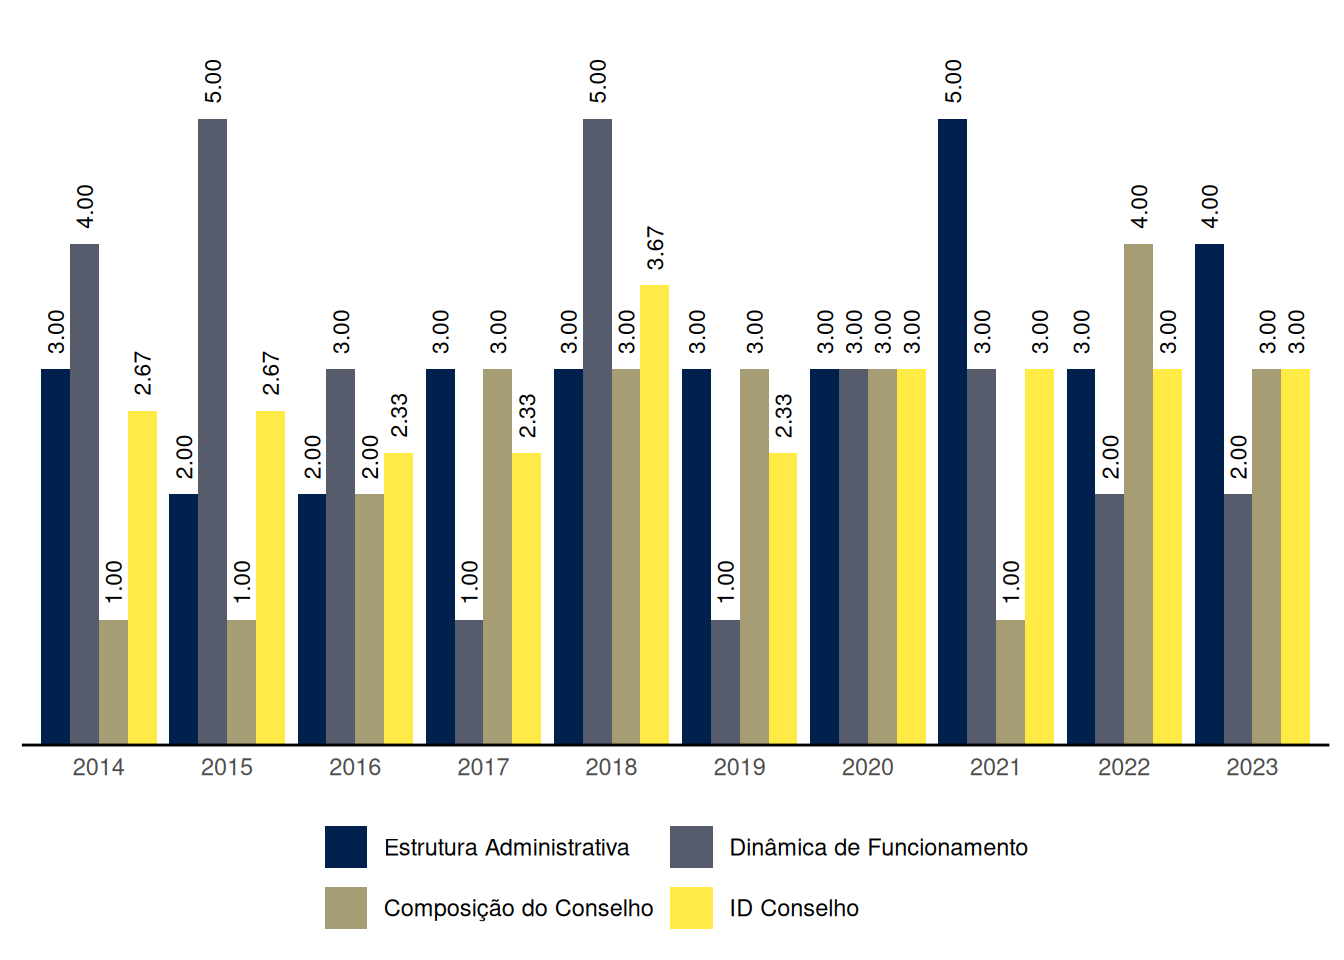 3.00 4.00 1.00 2.67 2.00 5.00 1.00 2.67 2.00 3.00 2.00 2.33 3.00 1.00 3.00 2.33 3.00 5.00 3.00 3.67 3.00 1.00 3.00 2.33 3.00 3.00 3.00 3.00 5.00 3.00 1.00 3.00 3.00 2.00 4.00 3.00 4.00 2.00 3.00 3.00
2014 2015 2016 2017 2018 2019 2020 2021 2022 2023
Estrutura Administrativa Dinâmica de Funcionamento
Composição do Conselho ID Conselho